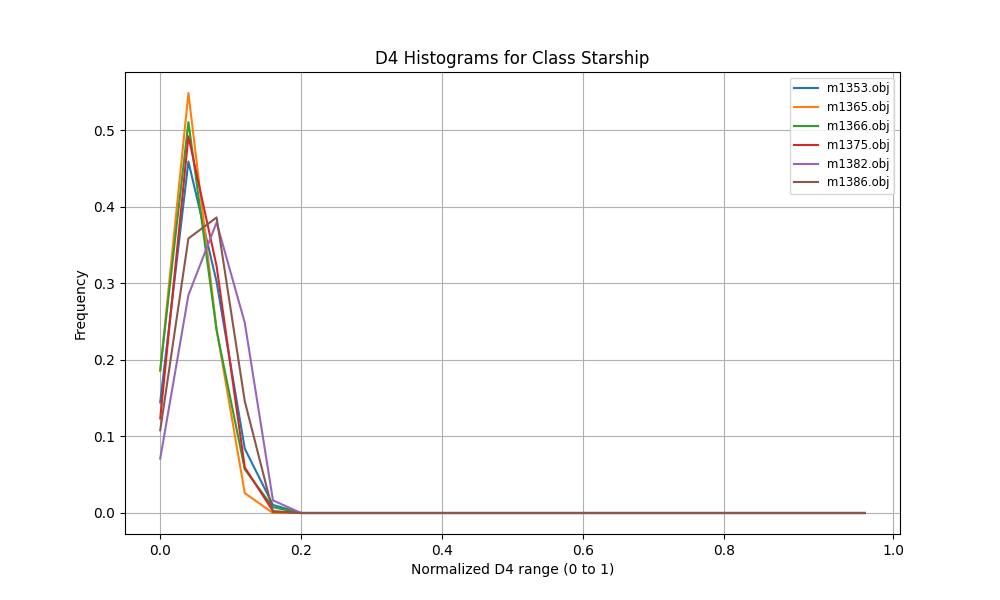 D4 Histograms for Class Starship
m1353.obj
m1365.obj
m1366.obj
m1375.obj
m1382.obj
m1386.obj
Frequency
0.5
0.4
0.3
0.2
0.1
0.0
0.0 0.2 0.4 0.6 0.8 1.0
Normalized D4 range (0 to 1)